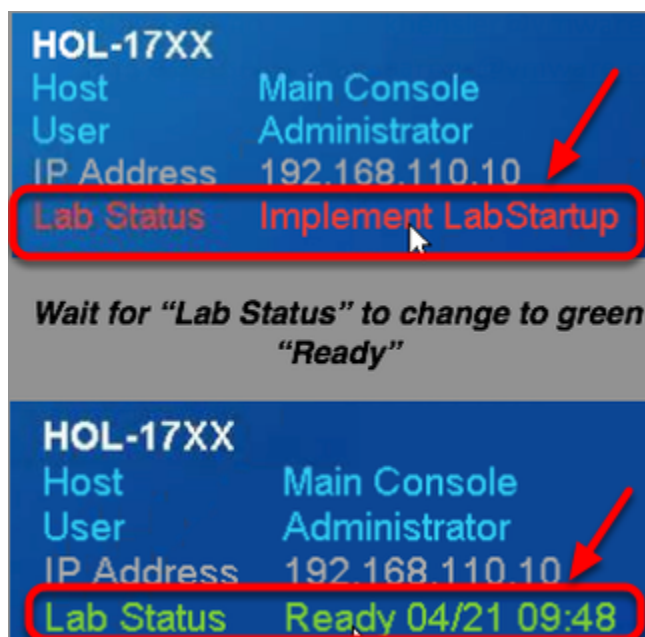 HOL-17XX
Host Main Console
User Administrator
IP Address 192.168.110.10
Lab Status Implement LabStartup
Wait for “Lab Status” to change to green
“Ready”
HOL-17XX
Host Main Console
User Administrator
IP Address 192.168.110.10
Lab Status Ready 04/21 09:48